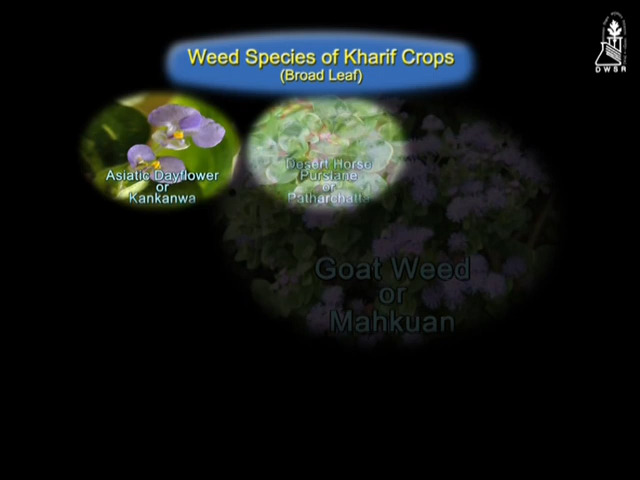 Weed Species of Kharif Crops
(Broad Leaf)
DWSR
Asiatic Dayflower
or
Kankanwa
Desert Horse
Purslane
or
Patharchatta
Goat Weed
or
Mahkuan